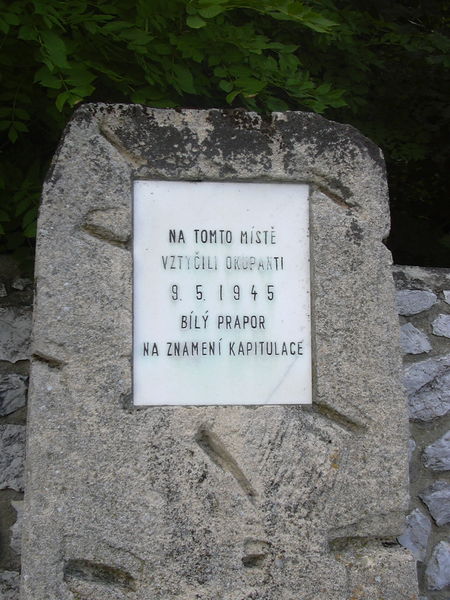 NA TOMTO MÍSTĚ
VZTYČILI OKUPANTI
9. 5. 1945
BÍLÝ PRAPOR
NA ZNAMENÍ KAPITULACE